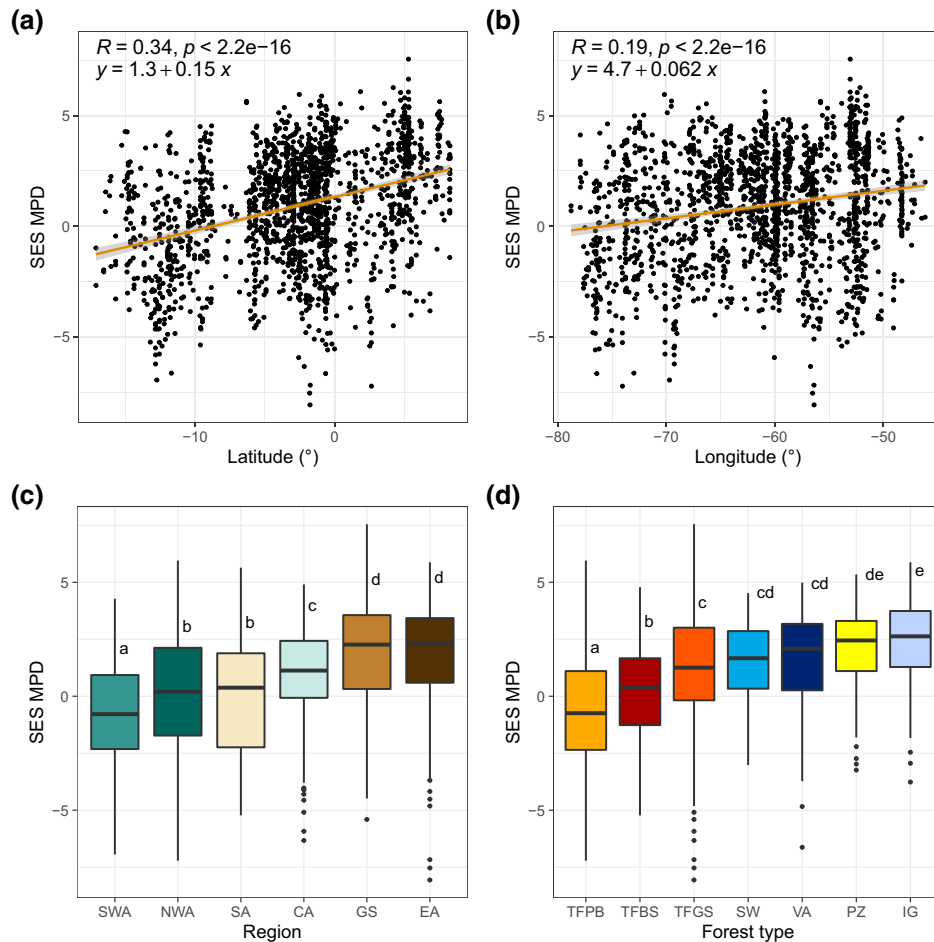 (a)
R = 0.34, p < 2.2e−16
y = 1.3 + 0.15 x
SES MPD
5
0
−5
−10
0
Latitude (°)
(b)
R = 0.19, p < 2.2e−16
y = 4.7 + 0.062 x
SES MPD
5
0
−5
−80
−70
−60
−50
Longitude (°)
(c)
SES MPD
5
0
−5
a
b
b
c
d
d
SWA
NWA
SA
CA
GS
EA
Region
(d)
SES MPD
5
0
−5
a
b
c
cd
cd
de
e
TFPB
TFBS
TFGS
SW
VA
PZ
IG
Forest type